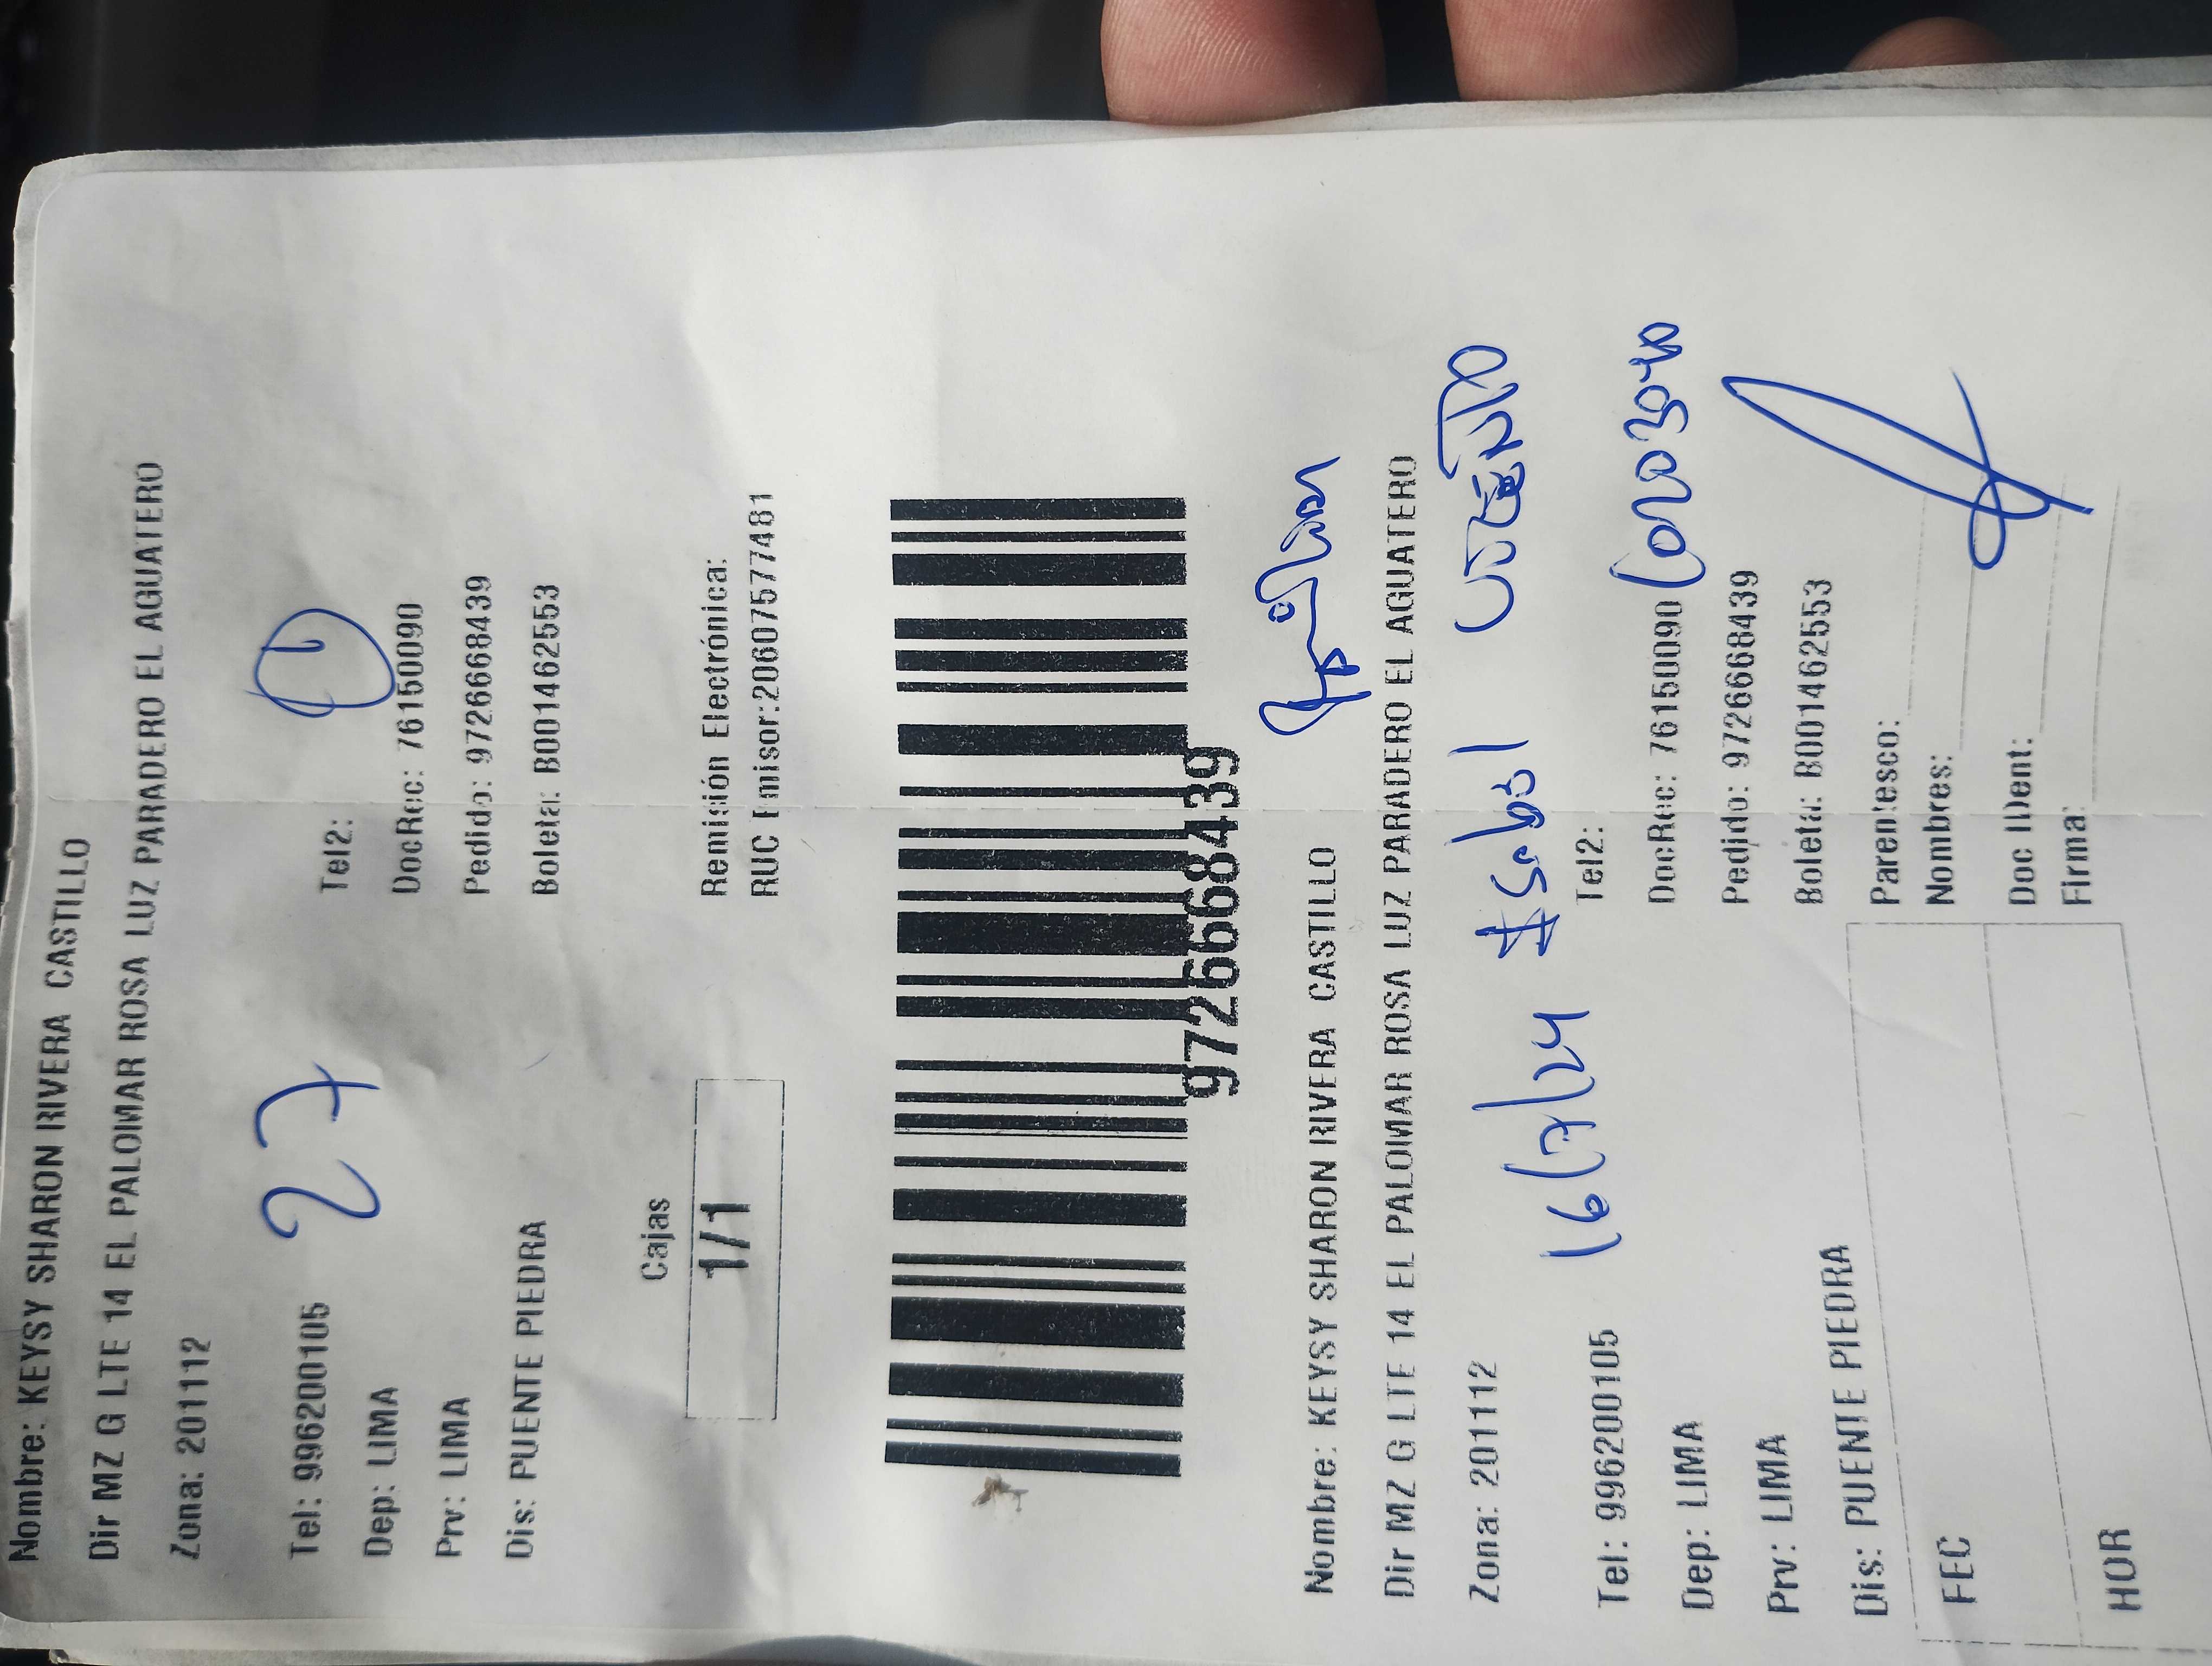 Nombre: KEYSY SHARON RIVERA CASTILLO
Dir MZ G LTE 14 EL PALOMAR ROSA LUZ PARADERO EL AGUATERO
Zona: 201112
27 1
Tel: 996200105 Tel2:
Dep: LIMA DocRec: 76150090
Prv: LIMA Pedido: 9726668439
Dis: PUENTE PIEDRA Boleta: B001462553
Cajas
1/1
Remisión Electrónica:
RUC Emisor:20607577481
9726668439
Nombre: KEYSY SHARON RIVERA CASTILLO
Dir MZ G LTE 14 EL PALOMAR ROSA LUZ PARADERO EL AGUATERO
Zona: 201112
16/7/24
Tel: 996200105 Tel2:
Dep: LIMA DocRec: 76150090
Prv: LIMA Pedido: 9726668439
Dis: PUENTE PIEDRA Boleta: B001462553
Parentesco:
FEC Nombres:
Doc IDent:
HOR Firma: